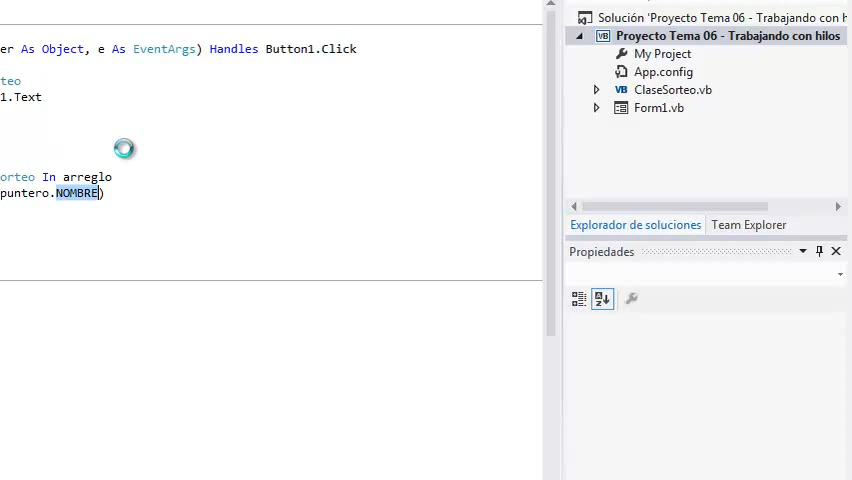 Solución 'Proyecto Tema 06 - Trabajando con h
Proyecto Tema 06 - Trabajando con hilos
My Project
App.config
ClaseSorteo.vb
Form1.vb
er As Object, e As EventArgs) Handles Button1.Click
rteo
1.Text
orteo In arreglo
puntero.NOMBRE)
Explorador de soluciones Team Explorer
Propiedades